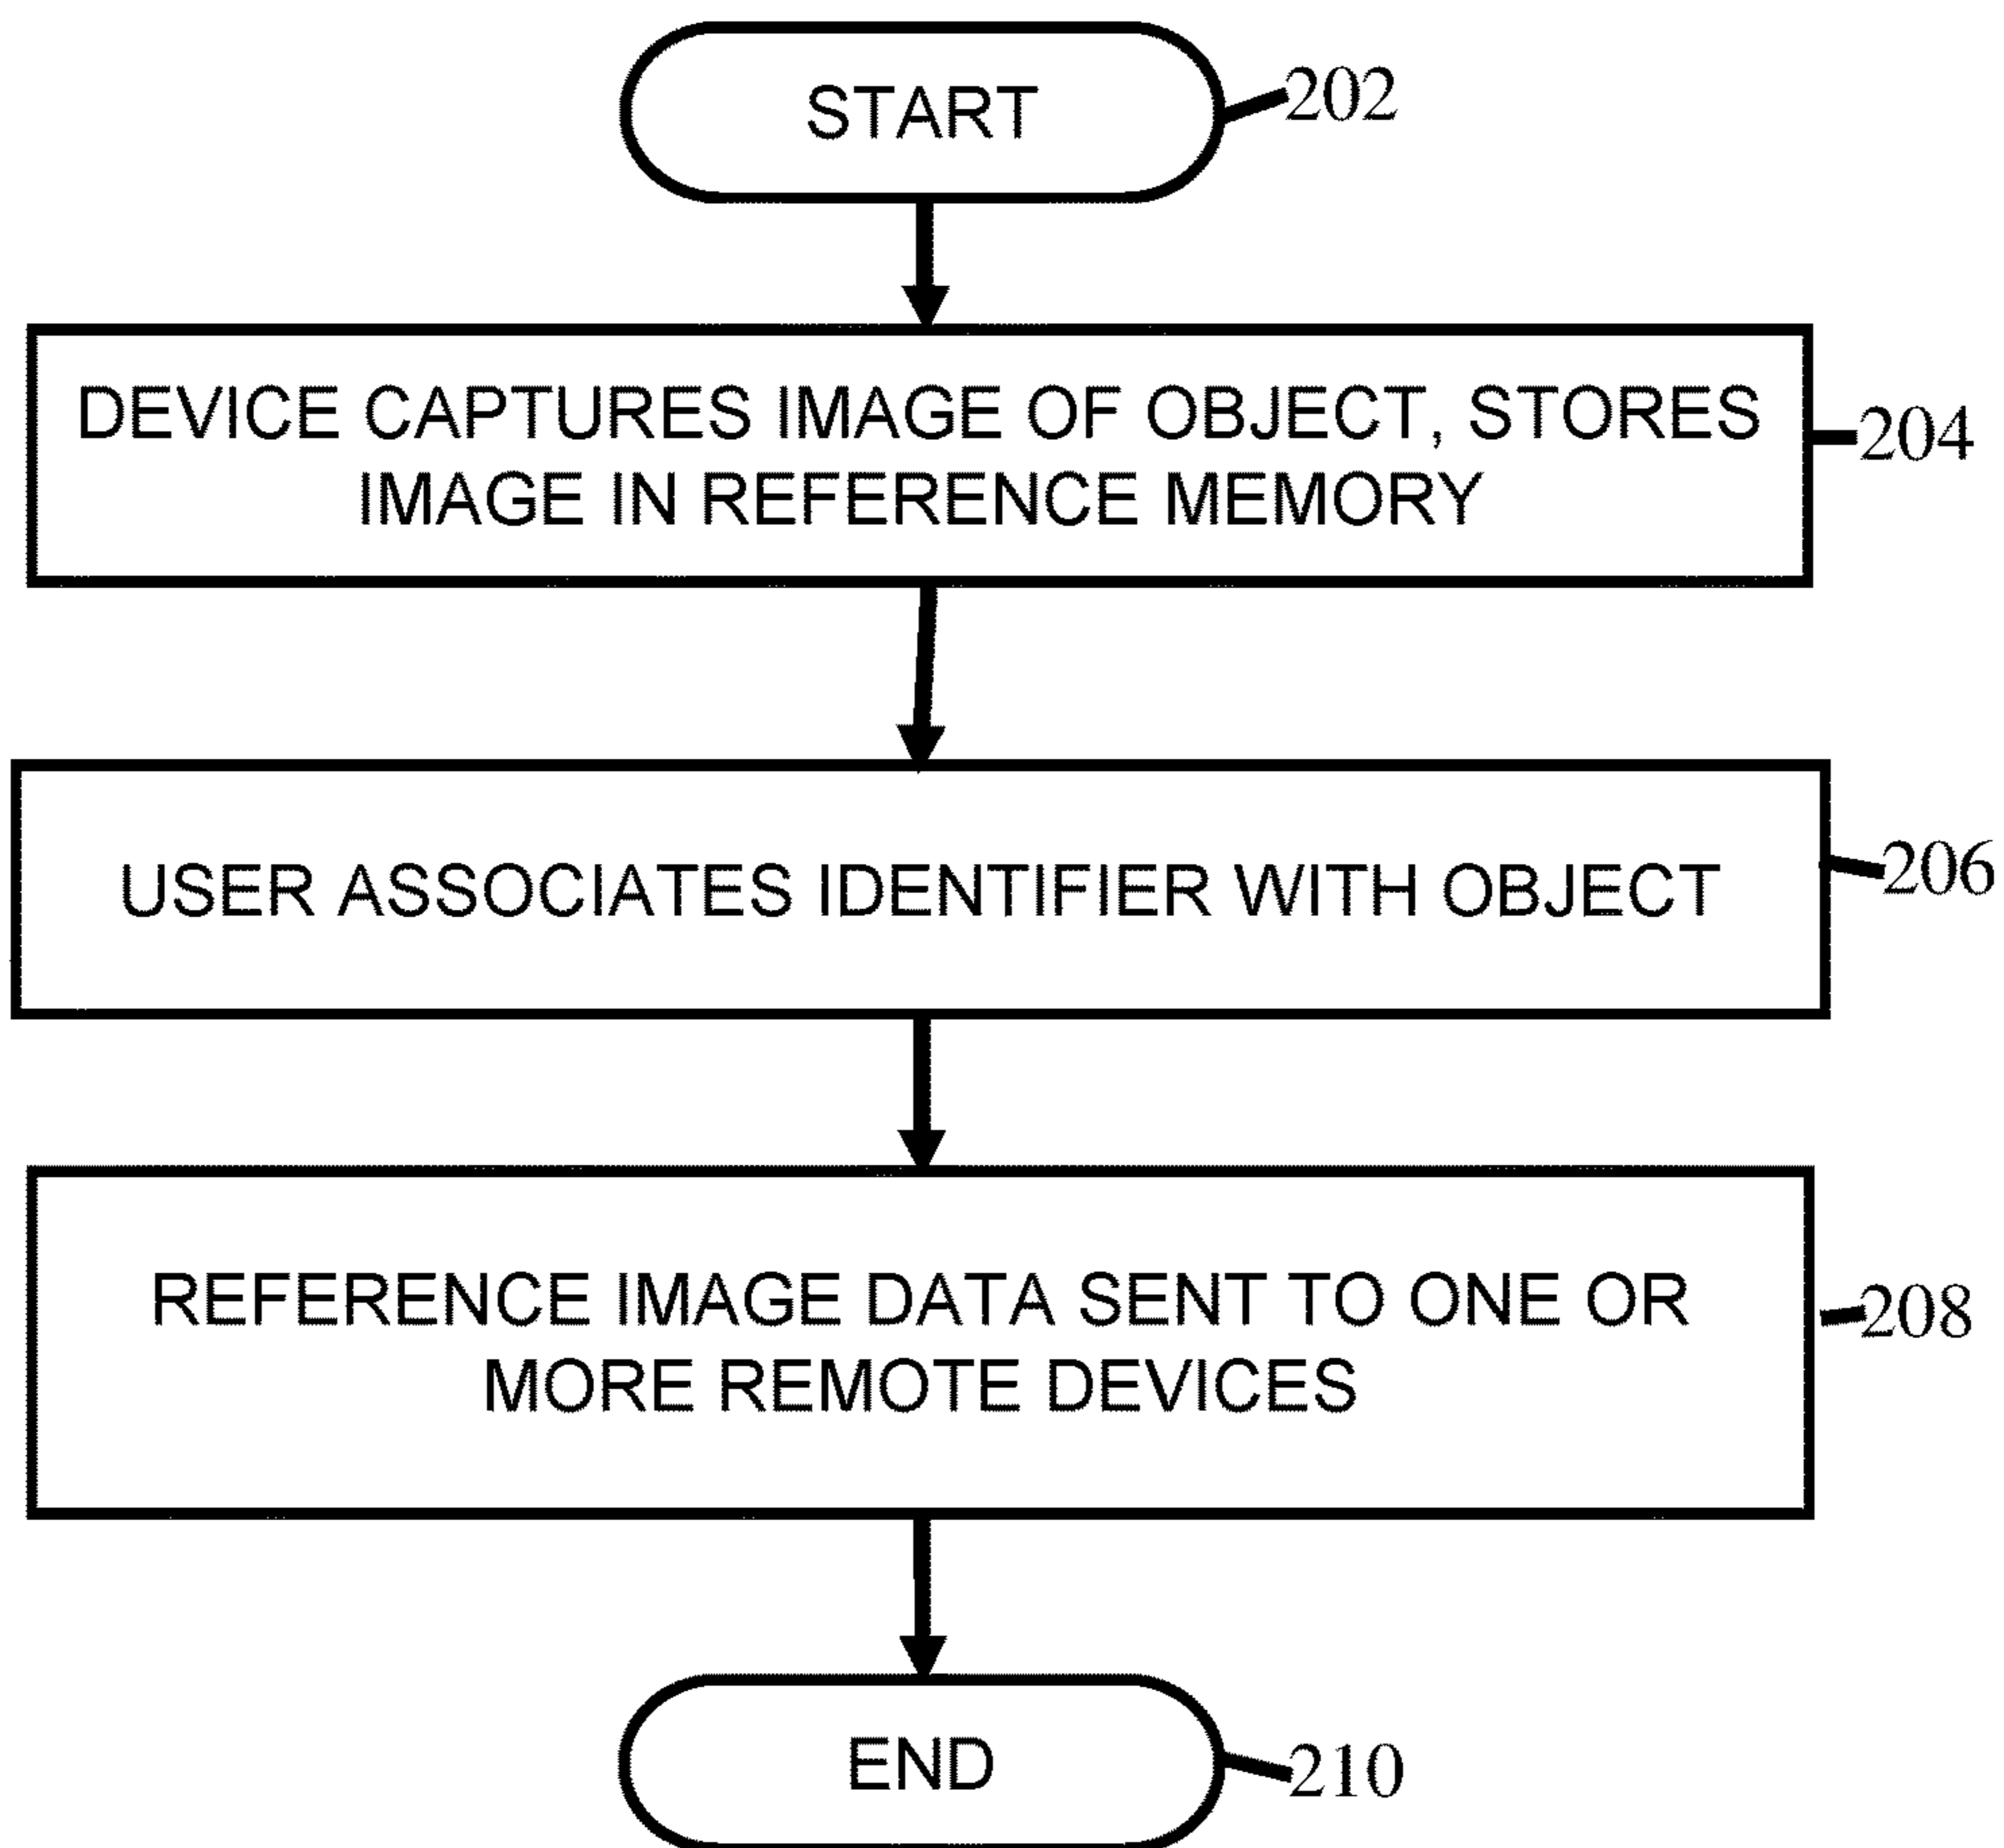 START
202
DEVICE CAPTURES IMAGE OF OBJECT, STORES
IMAGE IN REFERENCE MEMORY
204
USER ASSOCIATES IDENTIFIER WITH OBJECT
206
REFERENCE IMAGE DATA SENT TO ONE OR
MORE REMOTE DEVICES
208
END
210